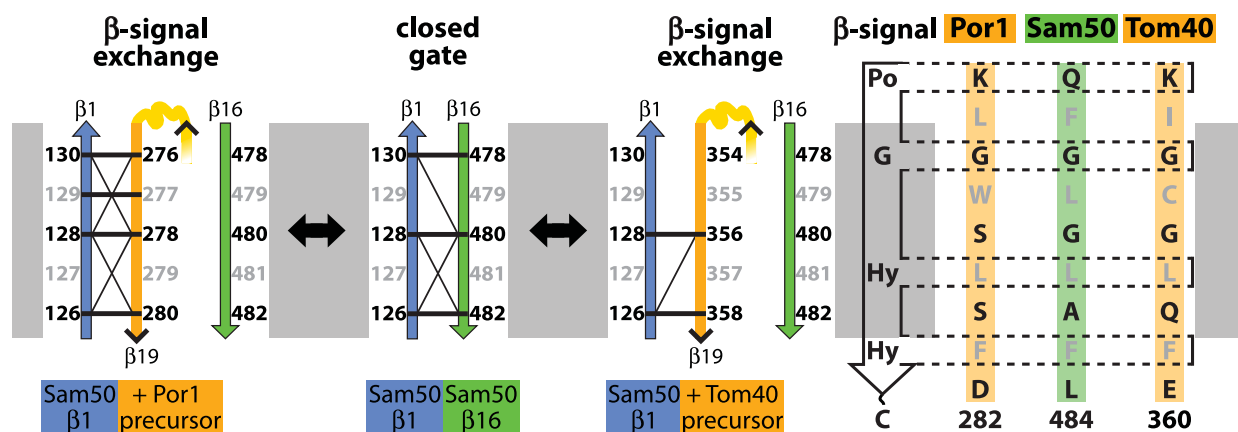 β-signal
exchange
closed
gate
β-signal
exchange
β-signal Por1 Sam50 Tom40
β1 β16
β1 β16
β1 β16
130 276 478
129 277 479
128 278 480
127 279 481
126 280 482
β19
130 478
129 479
128 480
127 481
126 482
130 354 478
129 355 479
128 356 480
127 357 481
126 358 482
β19
Po K Q K
L F I
G G G G
W L C
S G G
Hy L L L
S A Q
Hy F F F
D L E
C 282 484 360
Sam50 + Por1
β1 precursor
Sam50 Sam50
β1 β16
Sam50 + Tom40
β1 precursor